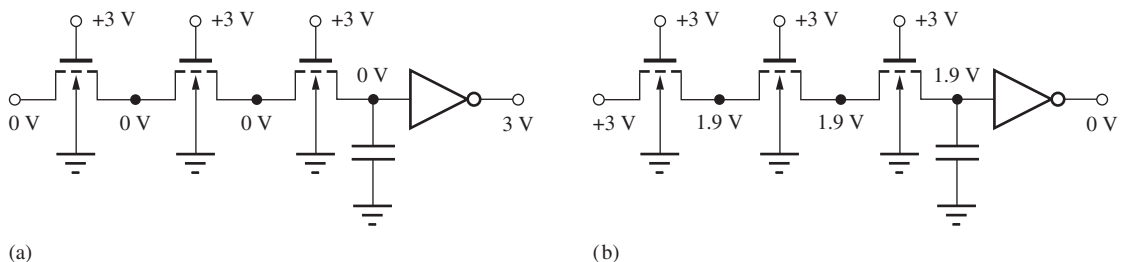 +3 V +3 V +3 V
0 V
0 V 0 V 0 V 3 V
(a)
+3 V +3 V +3 V
1.9 V
+3 V 1.9 V 1.9 V 0 V
(b)